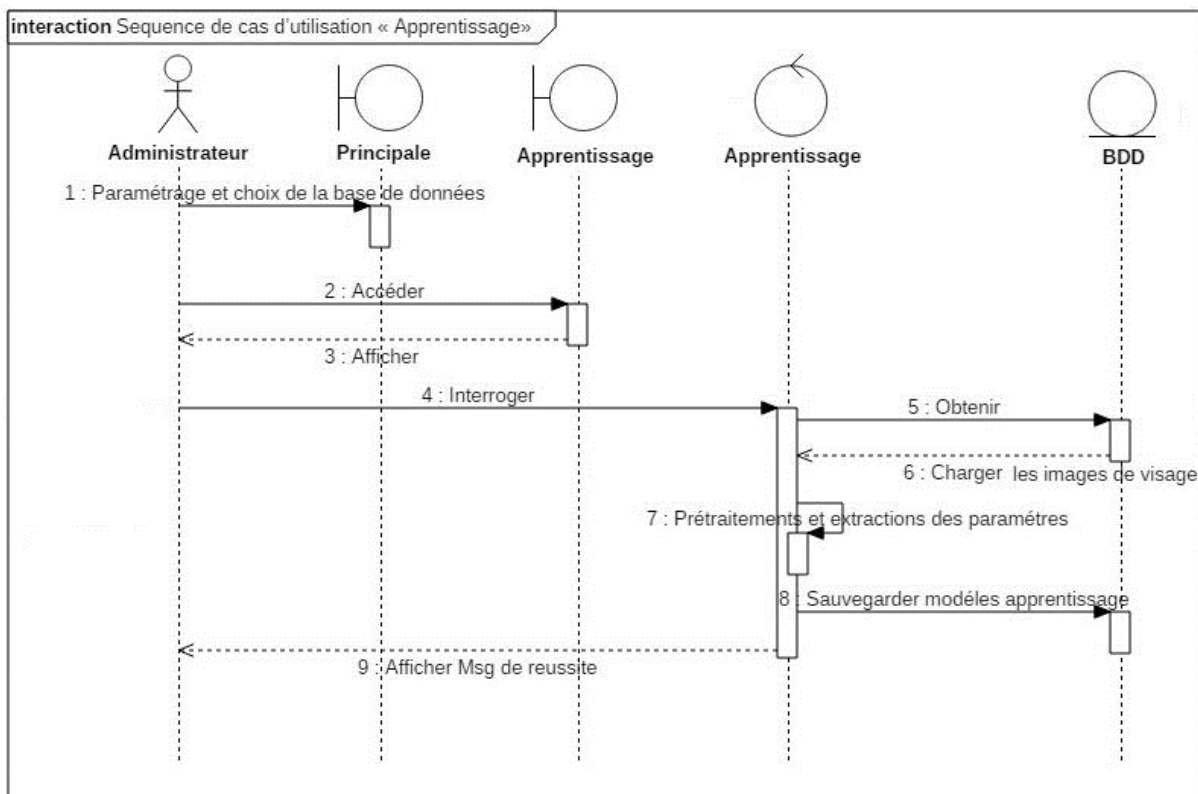 interaction Sequence de cas d'utilisation « Apprentissage»
Administrateur
Principale
Apprentissage
Apprentissage
BDD
1 : Paramétrage et choix de la base de données
2 : Accéder
3 : Afficher
4 : Interroger
5 : Obtenir
6 : Charger les images de visage
7 : Prétraitements et extractions des paramétres
8 : Sauvegarder modéles apprentissage
9 : Afficher Msg de reussite